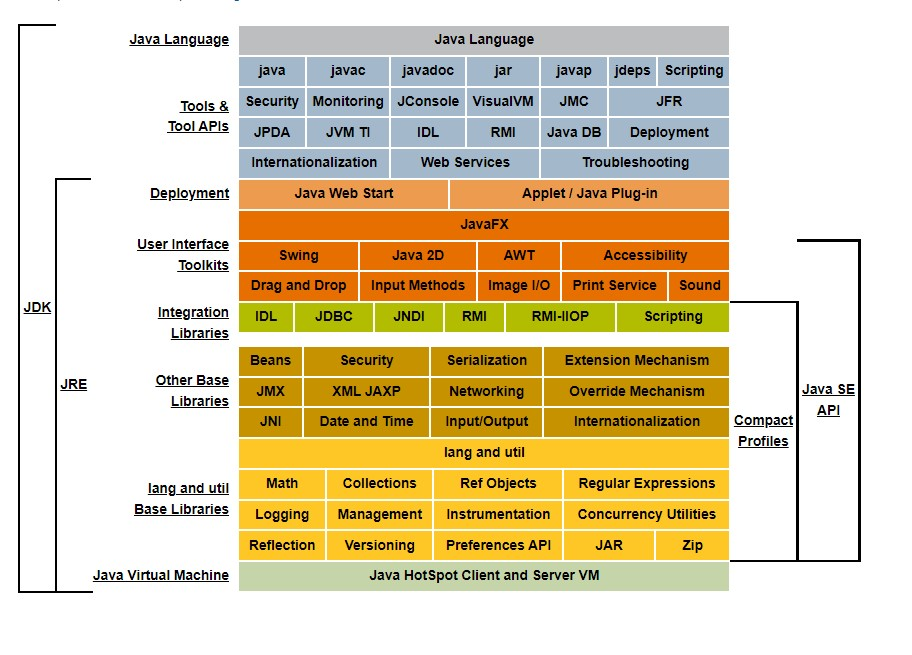 Java Language Java Language
java javac javadoc jar javap jdeps Scripting
Tools &
Tool APIs
Security Monitoring JConsole VisualVM JMC JFR
JPDA JVM TI IDL RMI Java DB Deployment
Internationalization Web Services Troubleshooting
Deployment Java Web Start Applet / Java Plug-in
JavaFX
User Interface
Toolkits
Swing Java 2D AWT Accessibility
Drag and Drop Input Methods Image I/O Print Service Sound
JDK
Integration
Libraries
IDL JDBC JNDI RMI RMI-IIOP Scripting
Beans Security Serialization Extension Mechanism
JRE
Other Base
Libraries
JMX XML JAXP Networking Override Mechanism
Java SE
API
JNI Date and Time Input/Output Internationalization
Compact
Profiles
lang and util
Math Collections Ref Objects Regular Expressions
lang and util
Base Libraries
Logging Management Instrumentation Concurrency Utilities
Reflection Versioning Preferences API JAR Zip
Java Virtual Machine Java HotSpot Client and Server VM